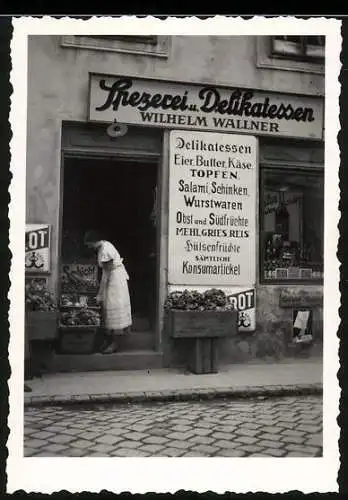 Spezerei u. Delikatessen
WILHELM WALLNER
Delikatessen
Eier, Butter, Käse,
TOPFEN,
Salami, Schinken,
Wurstwaren
Obst und Südfrüchte
MEHL, GRIES, REIS
Hülsenfrüchte
SÄMTLICHE
Konsumartickel
ROT
ROT